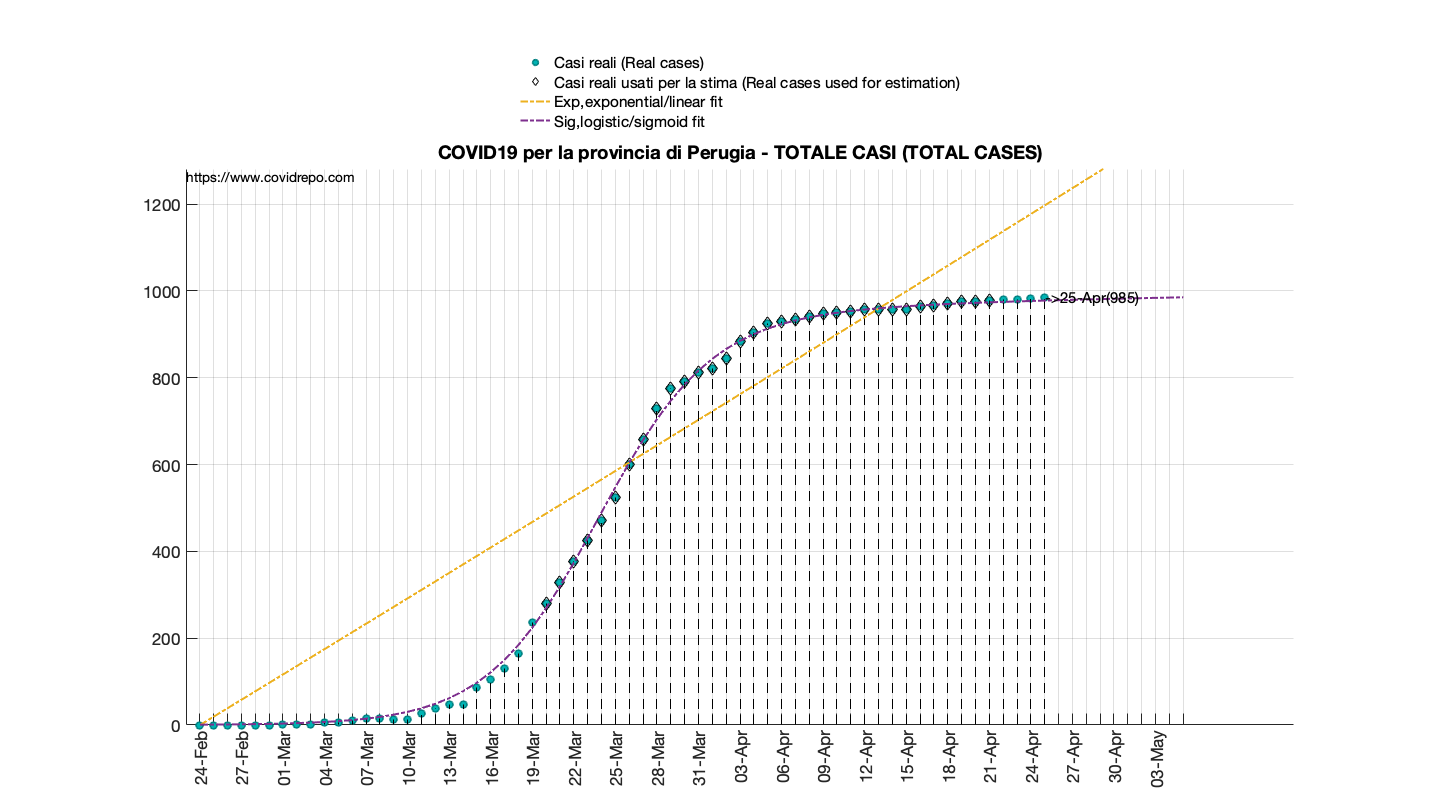 Casi reali (Real cases)
Casi reali usati per la stima (Real cases used for estimation)
Exp,exponential/linear fit
Sig,logistic/sigmoid fit
COVID19 per la provincia di Perugia - TOTALE CASI (TOTAL CASES)
https://www.covidrepo.com
1200
1000
800
600
400
200
0
->25-Apr(985)
24-Feb
27-Feb
01-Mar
04-Mar
07-Mar
10-Mar
13-Mar
16-Mar
19-Mar
22-Mar
25-Mar
28-Mar
31-Mar
03-Apr
06-Apr
09-Apr
12-Apr
15-Apr
18-Apr
21-Apr
24-Apr
27-Apr
30-Apr
03-May